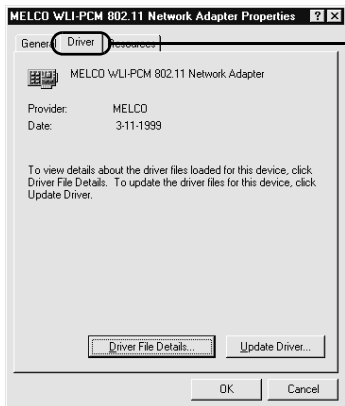 MELCO WLI-PCM 802.11 Network Adapter Properties
General Driver Resources
MELCO WLI-PCM 802.11 Network Adapter
Provider: MELCO
Date: 3-11-1999
To view details about the driver files loaded for this device, click
Driver File Details. To update the driver files for this device, click
Update Driver.
Driver File Details... Update Driver...
OK Cancel